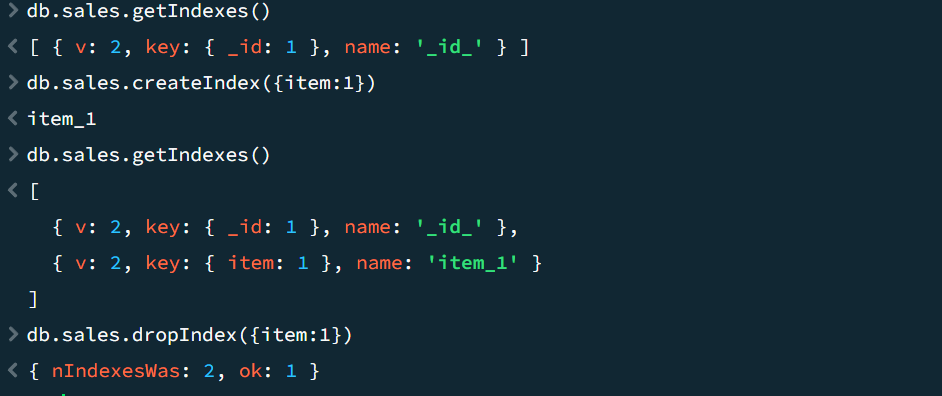 > db.sales.getIndexes()
< [ { v: 2, key: { _id: 1 }, name: '_id_' } ]
> db.sales.createIndex({item:1})
< item_1
> db.sales.getIndexes()
< [
{ v: 2, key: { _id: 1 }, name: '_id_' },
{ v: 2, key: { item: 1 }, name: 'item_1' }
]
> db.sales.dropIndex({item:1})
< { nIndexesWas: 2, ok: 1 }